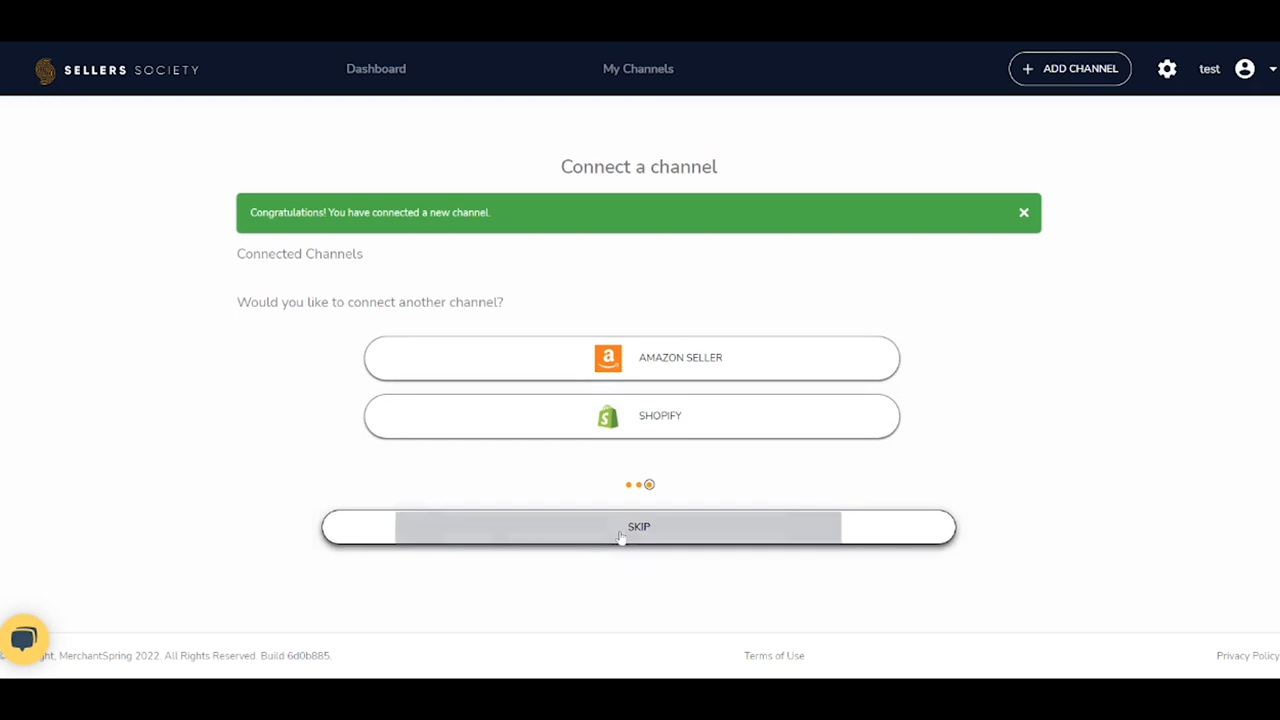 SELLERS SOCIETY
Dashboard
My Channels
+ ADD CHANNEL
test
Connect a channel
Congratulations! You have connected a new channel.
Connected Channels
Would you like to connect another channel?
AMAZON SELLER
SHOPIFY
SKIP
ht, MerchantSpring 2022. All Rights Reserved. Build 6d0b885.
Terms of Use
Privacy Policy